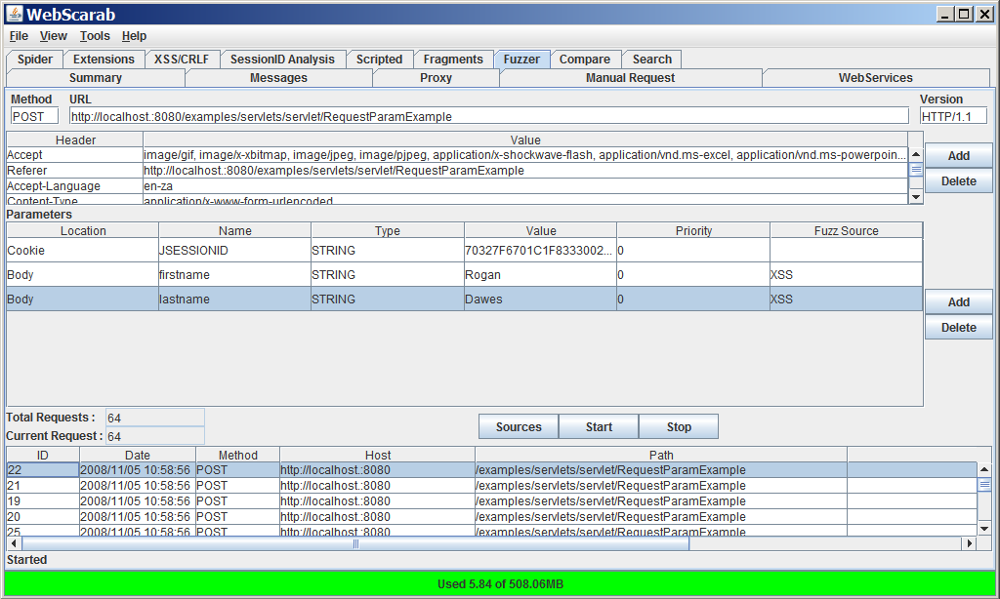 WebScarab
File View Tools Help
Spider Extensions XSS/CRLF SessionID Analysis Scripted Fragments Fuzzer Compare Search
Summary Messages Proxy Manual Request WebServices
Method URL Version
POST http://localhost.:8080/examples/servlets/servlet/RequestParamExample HTTP/1.1
Header Value
Accept image/gif, image/x-xbitmap, image/jpeg, image/pjpeg, application/x-shockwave-flash, application/vnd.ms-excel, application/vnd.ms-powerpoin...
Add
Referer http://localhost.:8080/examples/servlets/servlet/RequestParamExample
Accept-Language en-za
Delete
Content-Type application/x-www-form-urlencoded
Parameters
Location Name Type Value Priority Fuzz Source
Cookie JSESSIONID STRING 70327F6701C1F8333002... 0
Body firstname STRING Rogan 0 XSS
Body lastname STRING Dawes 0 XSS
Add
Delete
Total Requests : 64
Current Request : 64
Sources Start Stop
ID Date Method Host Path
22 2008/11/05 10:58:56 POST http://localhost.:8080 /examples/servlets/servlet/RequestParamExample
21 2008/11/05 10:58:56 POST http://localhost.:8080 /examples/servlets/servlet/RequestParamExample
19 2008/11/05 10:58:56 POST http://localhost.:8080 /examples/servlets/servlet/RequestParamExample
20 2008/11/05 10:58:56 POST http://localhost.:8080 /examples/servlets/servlet/RequestParamExample
25 2008/11/05 10:58:56 POST http://localhost.:8080 /examples/servlets/servlet/RequestParamExample
Started
Used 5.84 of 508.06MB